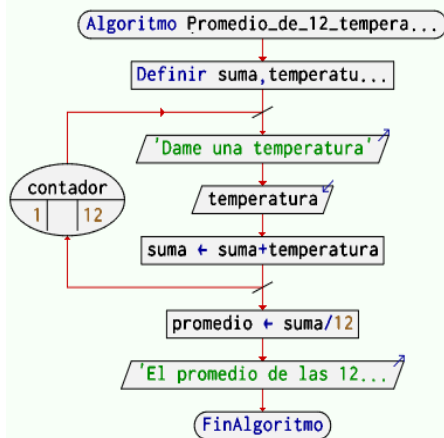 Algoritmo Promedio_de_12_tempera...
Definir suma,temperatu...
'Dame una temperatura'
contador
1 12
temperatura
suma ← suma+temperatura
promedio ← suma/12
'El promedio de las 12...
FinAlgoritmo